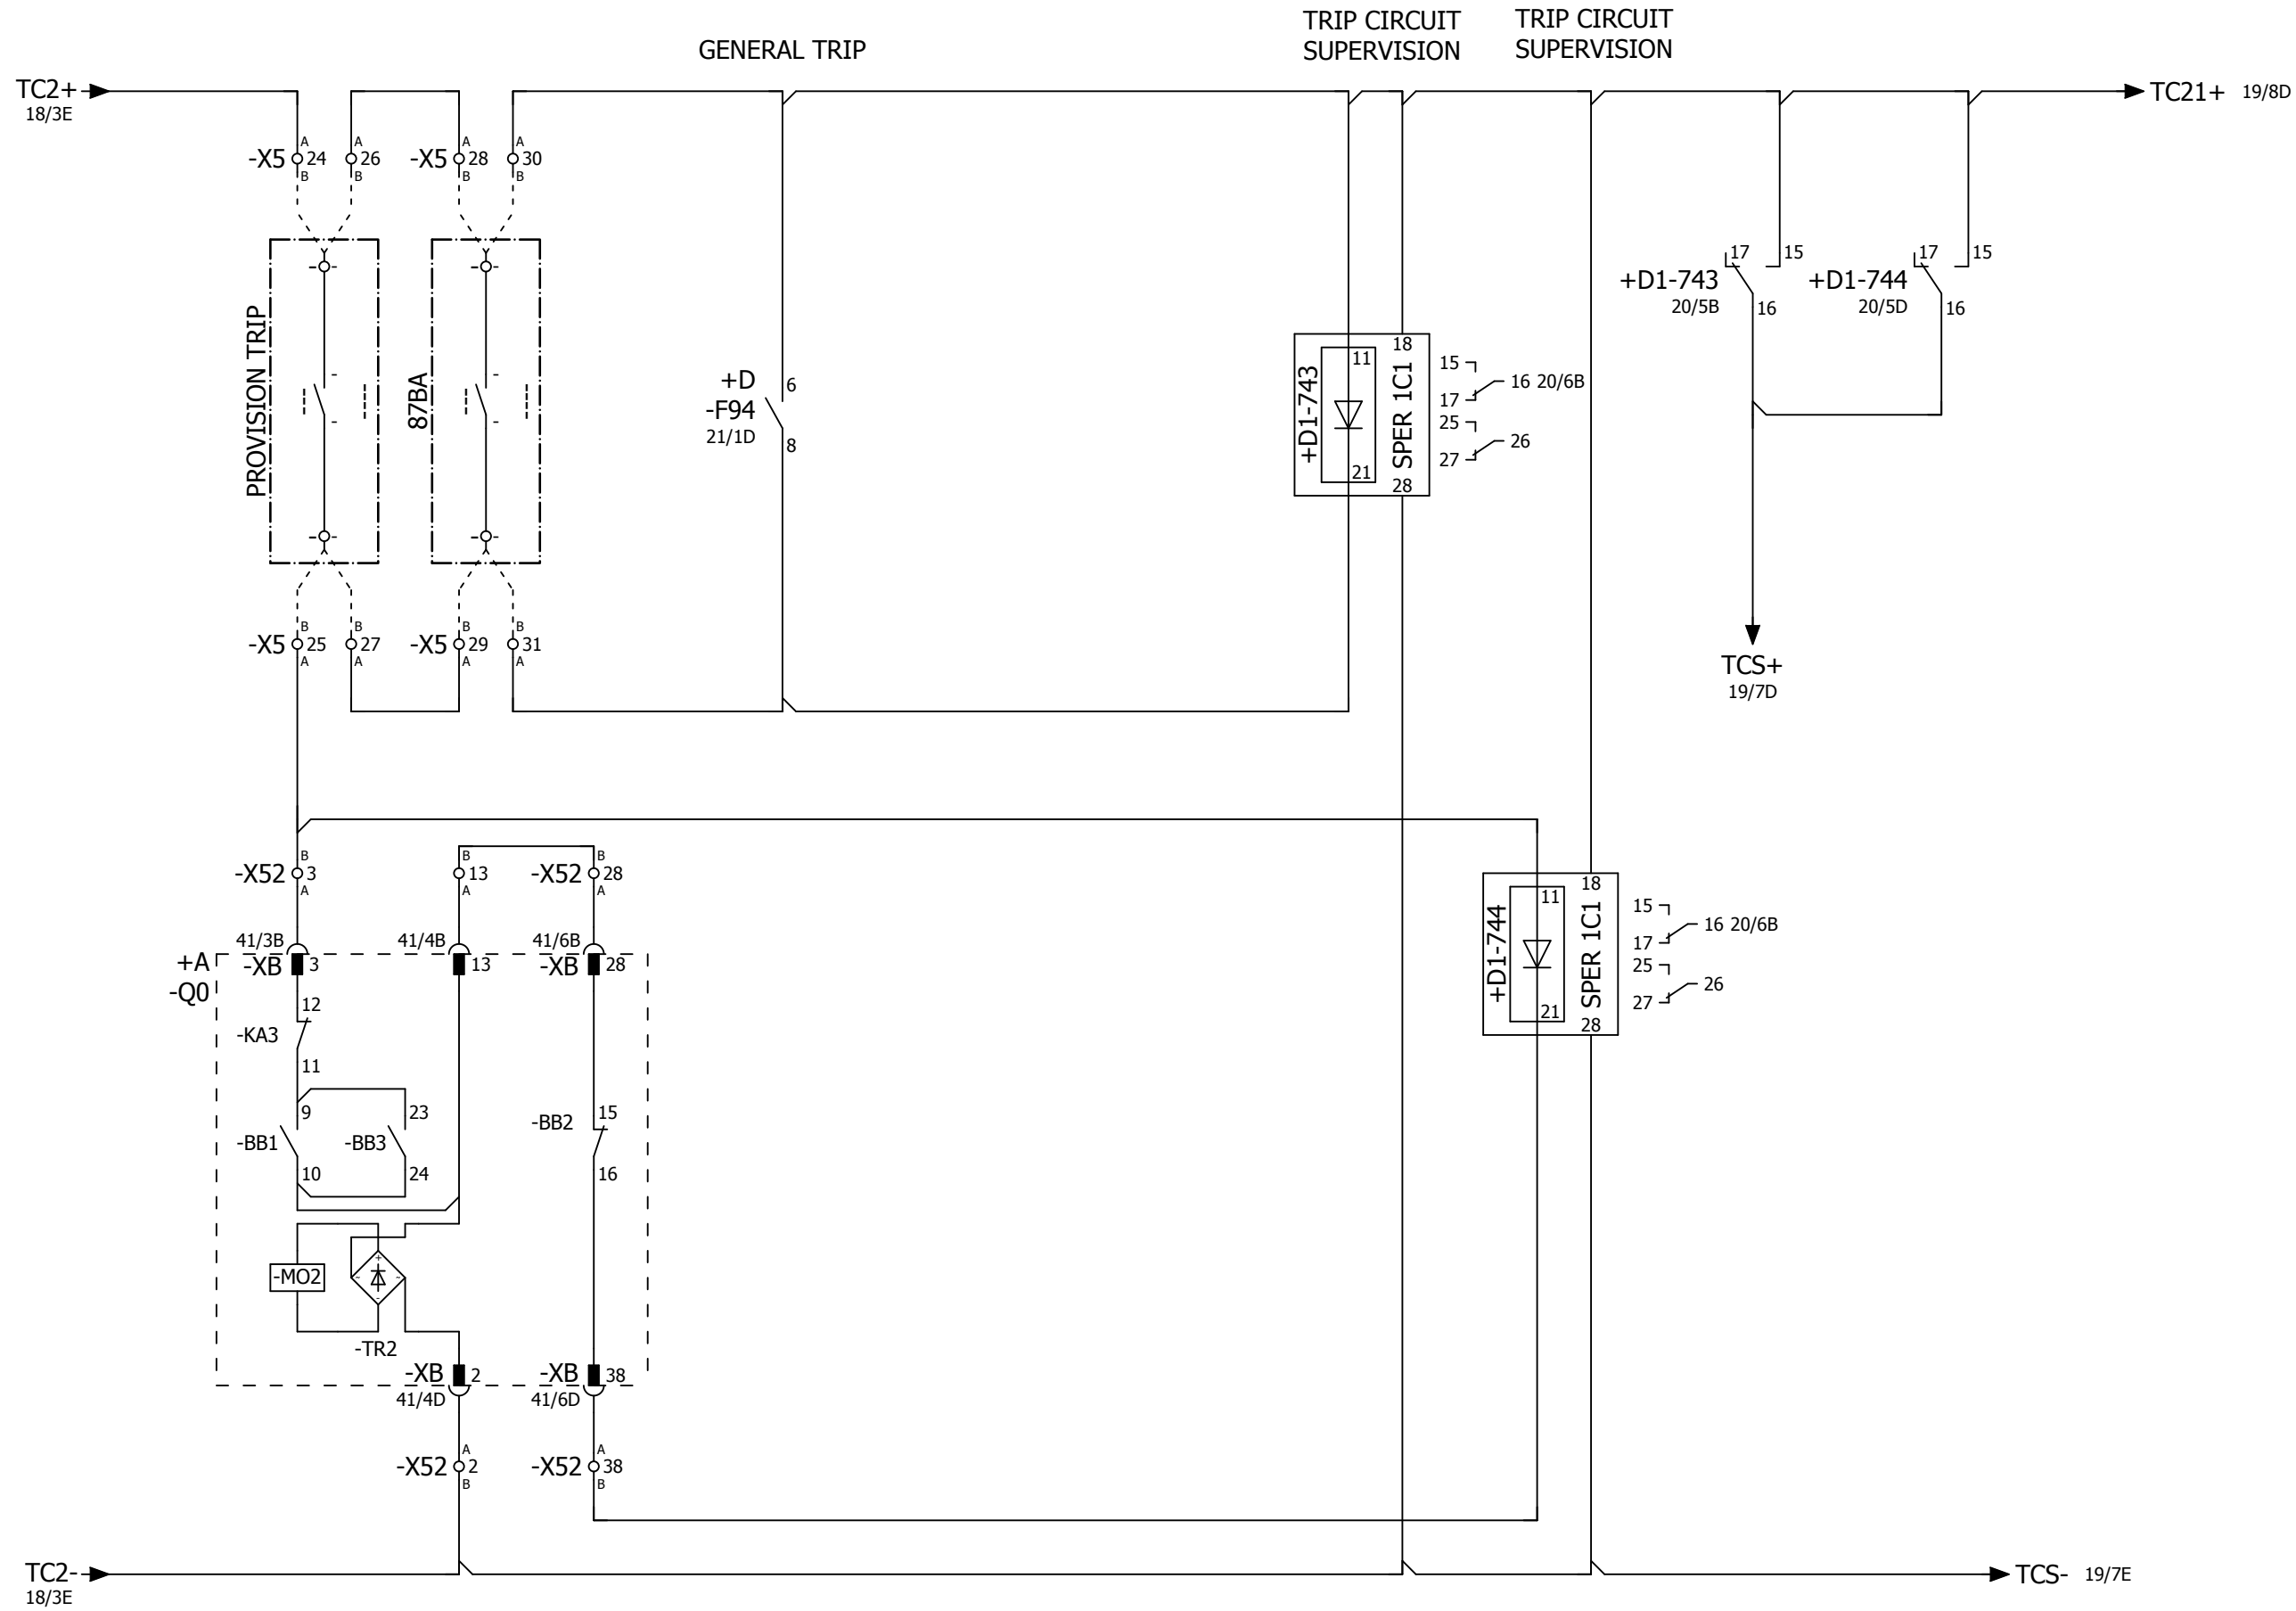 TRIP CIRCUIT
SUPERVISION
TRIP CIRCUIT
SUPERVISION
GENERAL TRIP
TC2+
18/3E
TC21+ 19/8D
-X5
A
24
B
A
26
B
-X5
A
28
B
A
30
B
PROVISION TRIP
87BA
+D
-F94
21/1D
6
8
+D1-743
11
21
SPER 1C1
18
28
15
16 20/6B
17
25
26
27
+D1-743
20/5B
17
15
16
+D1-744
20/5D
17
15
16
TCS+
19/7D
-X5
B
25
A
B
27
A
-X5
B
29
A
B
31
A
-X52
B
3
A
B
13
A
-X52
B
28
A
+A
-Q0
41/3B
-XB
3
41/4B
13
41/6B
-XB
28
12
-KA3
11
9
-BB1
10
23
-BB3
24
15
-BB2
16
-MO2
+
~
~
-
-TR2
-XB
2
41/4D
-XB
38
41/6D
+D1-744
11
21
SPER 1C1
18
28
15
16 20/6B
17
25
26
27
-X52
A
2
B
-X52
A
38
B
TC2-
18/3E
TCS- 19/7E